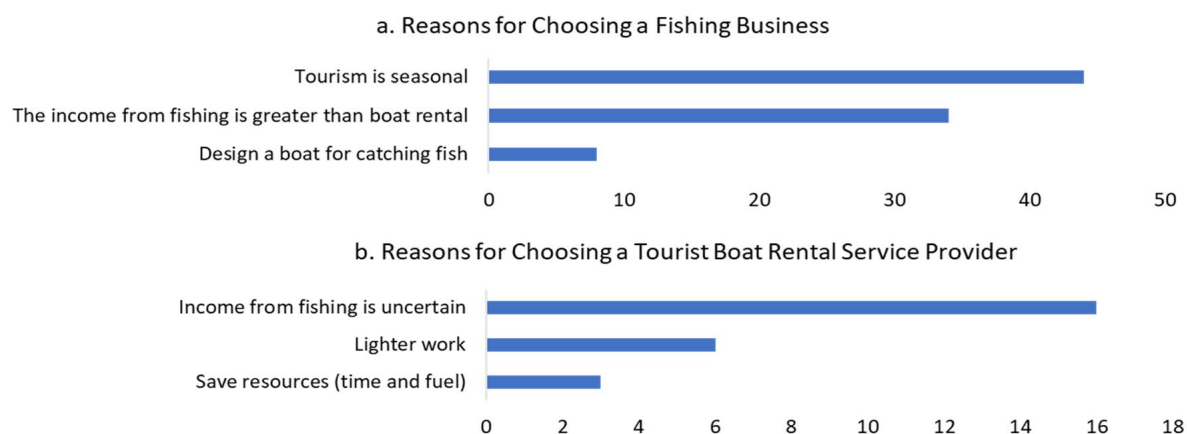 a. Reasons for Choosing a Fishing Business
Tourism is seasonal
The income from fishing is greater than boat rental
Design a boat for catching fish
0 10 20 30 40 50
b. Reasons for Choosing a Tourist Boat Rental Service Provider
Income from fishing is uncertain
Lighter work
Save resources (time and fuel)
0 2 4 6 8 10 12 14 16 18